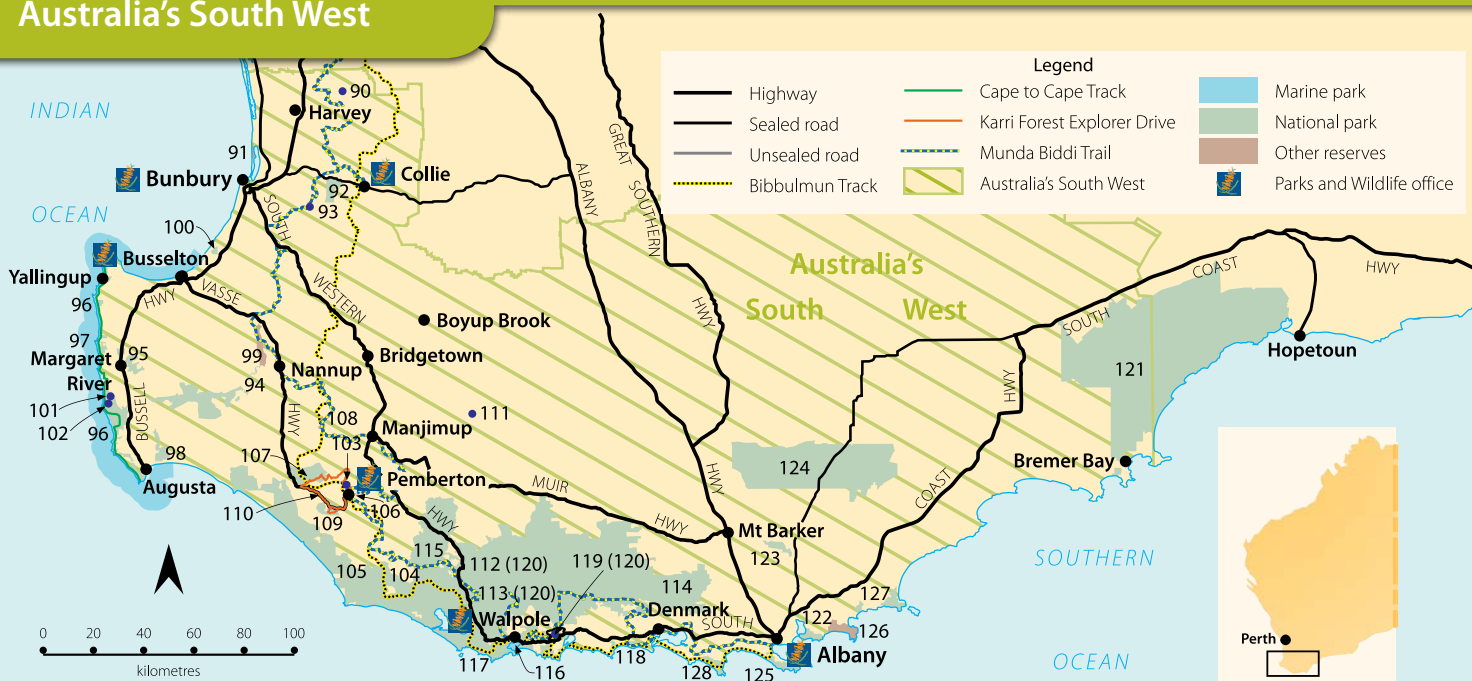 Australia's South West
Legend
Highway
Sealed road
Unsealed road
Bibbulmun Track
Cape to Cape Track
Karri Forest Explorer Drive
Munda Biddi Trail
Australia's South West
Marine park
National park
Other reserves
Parks and Wildlife office
INDIAN
OCEAN
90
Harvey
91
Bunbury
Collie
92
93
SOUTH
WESTERN
HWY
100
Busselton
Yallingup
HWY
VASSE
HWY
96
97
Margaret
River
95
99
94
Nannup
101
102
96
BUSSELL
98
Augusta
Boyup Brook
Bridgetown
111
108
Manjimup
103
107
Pemberton
110
109
106
MUIR
HWY
ALBANY
HWY
GREAT
SOUTHERN
HWY
Australia's
South West
SOUTH
COAST
HWY
121
Hopetoun
Bremer Bay
124
COAST
HWY
Mt Barker
123
115
105
104
112 (120)
119 (120)
113 (120)
114
Walpole
Denmark
SOUTH
127
122
126
Albany
117
116
118
128
125
SOUTHERN
OCEAN
0 20 40 60 80 100
kilometres
Perth